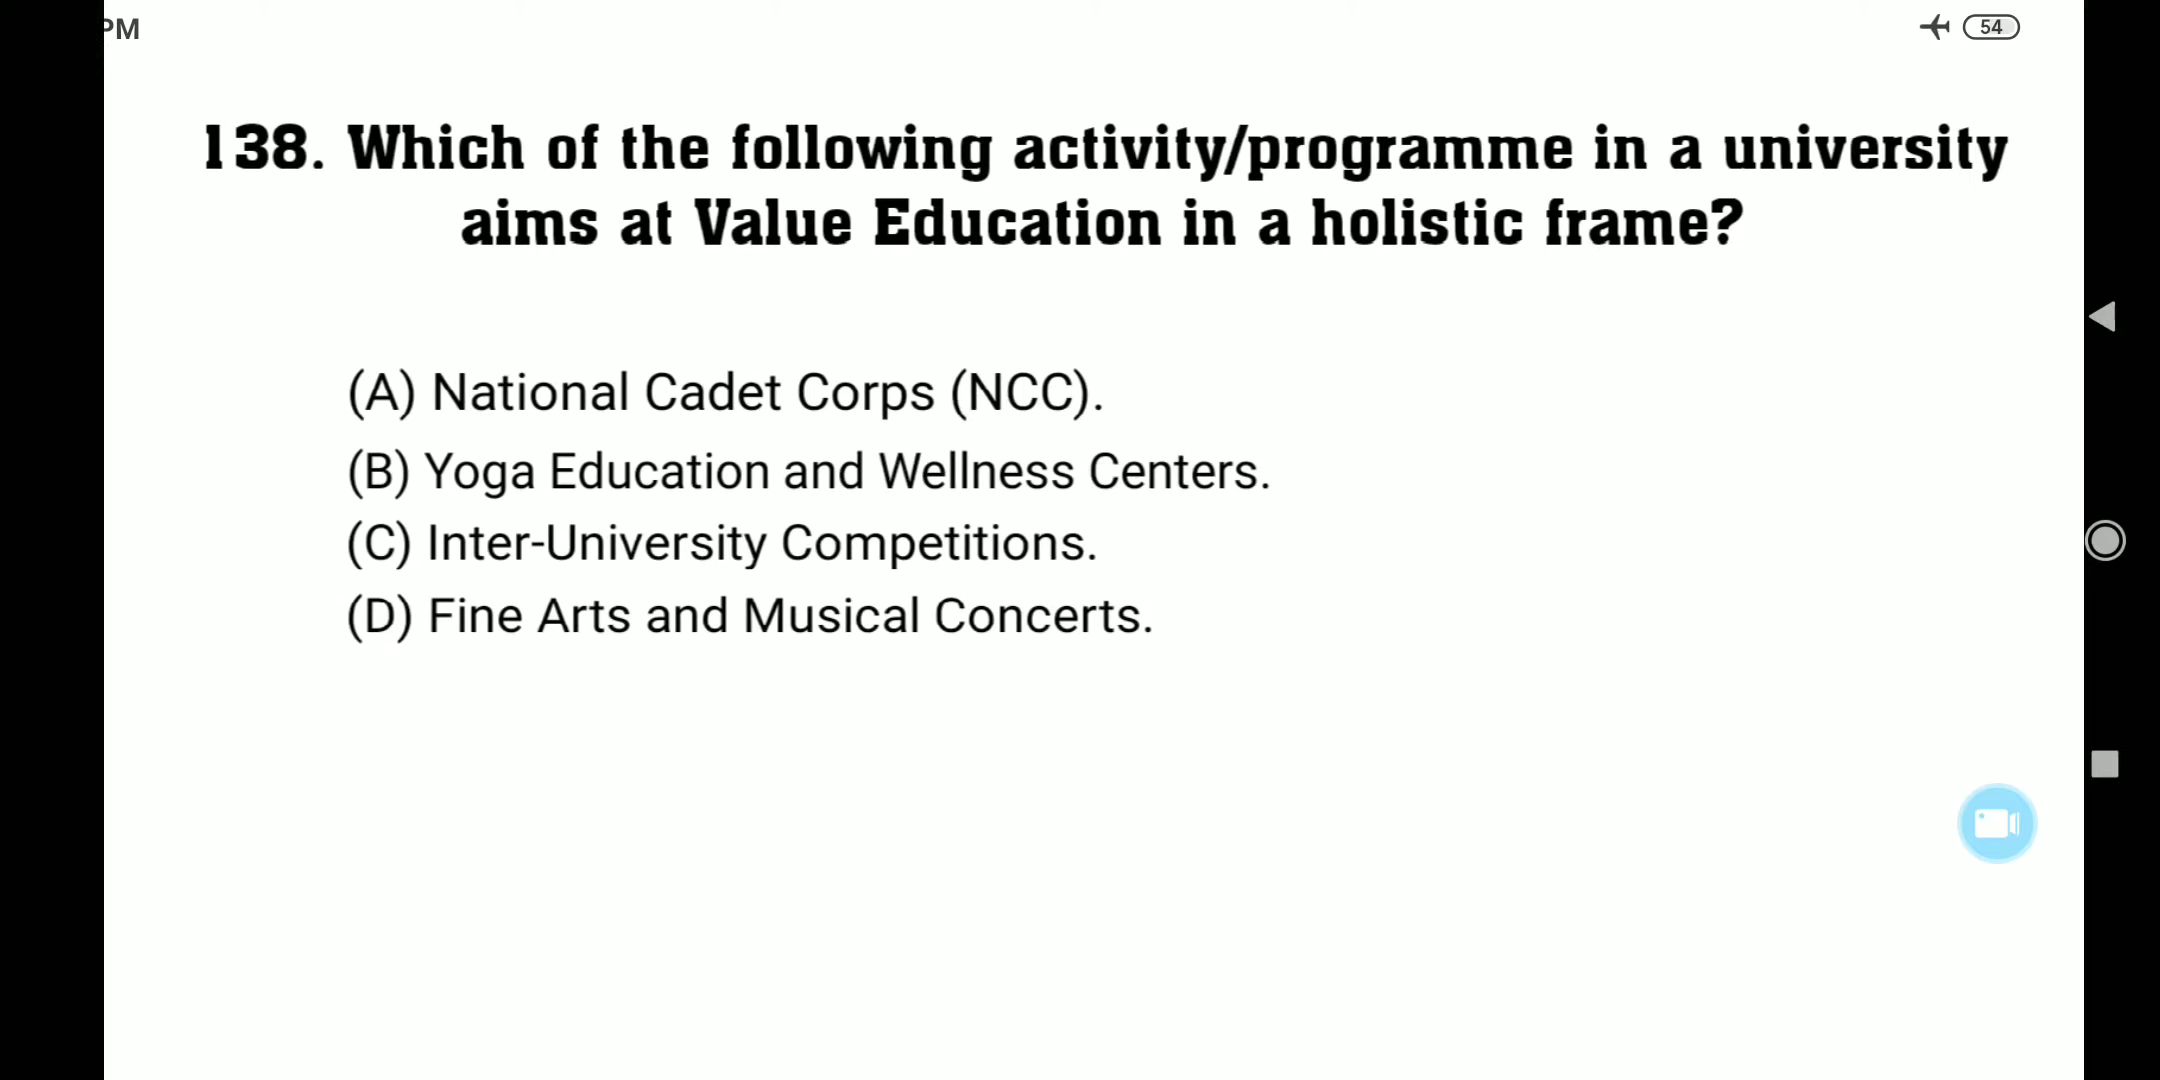 PM
54
138. Which of the following activity/programme in a university
aims at Value Education in a holistic frame?
(A) National Cadet Corps (NCC).
(B) Yoga Education and Wellness Centers.
(C) Inter-University Competitions.
(D) Fine Arts and Musical Concerts.